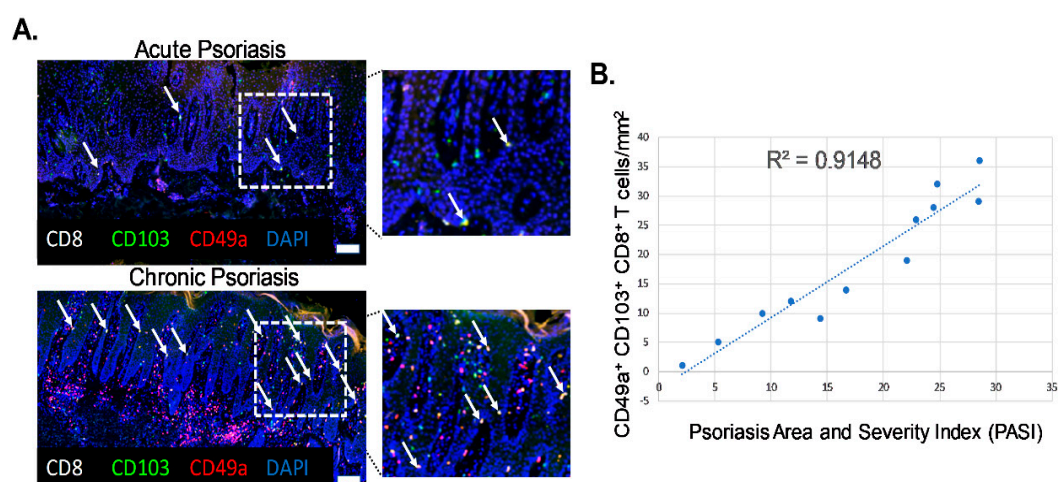 A.
Acute Psoriasis
CD8 CD103 CD49a DAPI
Chronic Psoriasis
CD8 CD103 CD49a DAPI
B.
CD49a⁺ CD103⁺ CD8⁺ T cells/mm²
R² = 0.9148
40
35
30
25
20
15
10
5
0
-5
0 5 10 15 20 25 30 35
Psoriasis Area and Severity Index (PASI)